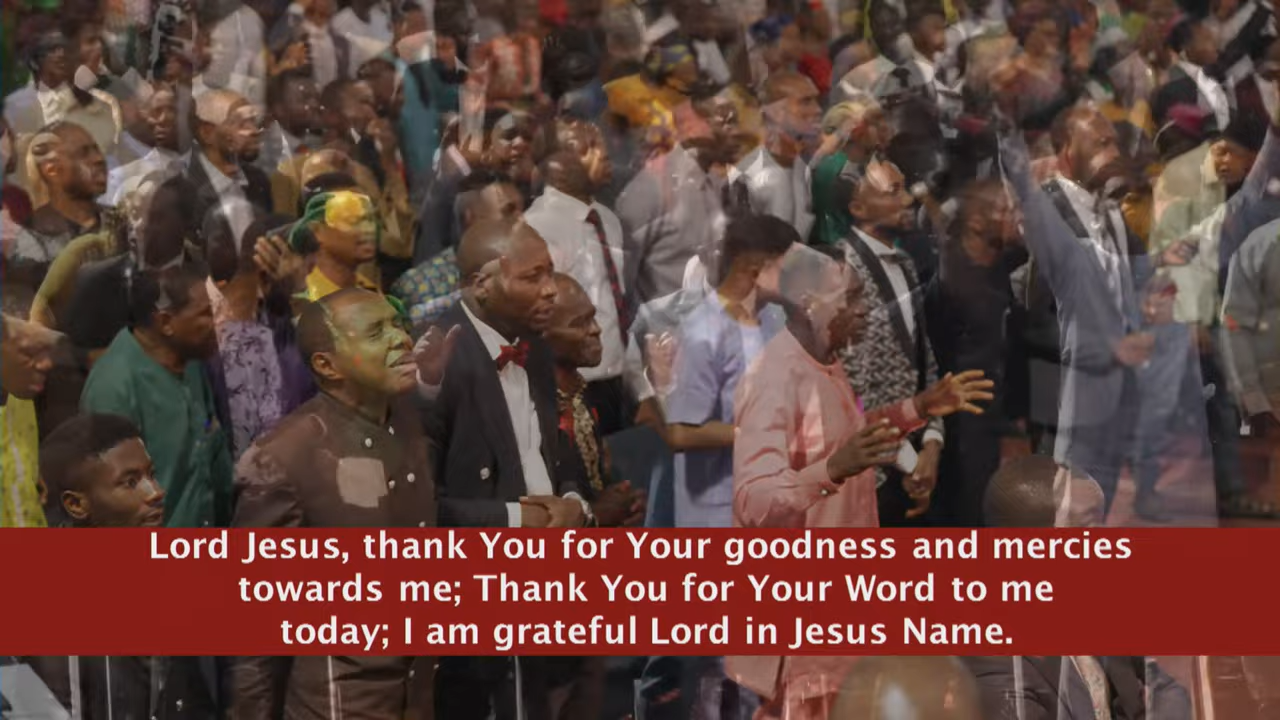 Lord Jesus, thank You for Your goodness and mercies
towards me; Thank You for Your Word to me
today; I am grateful Lord in Jesus Name.